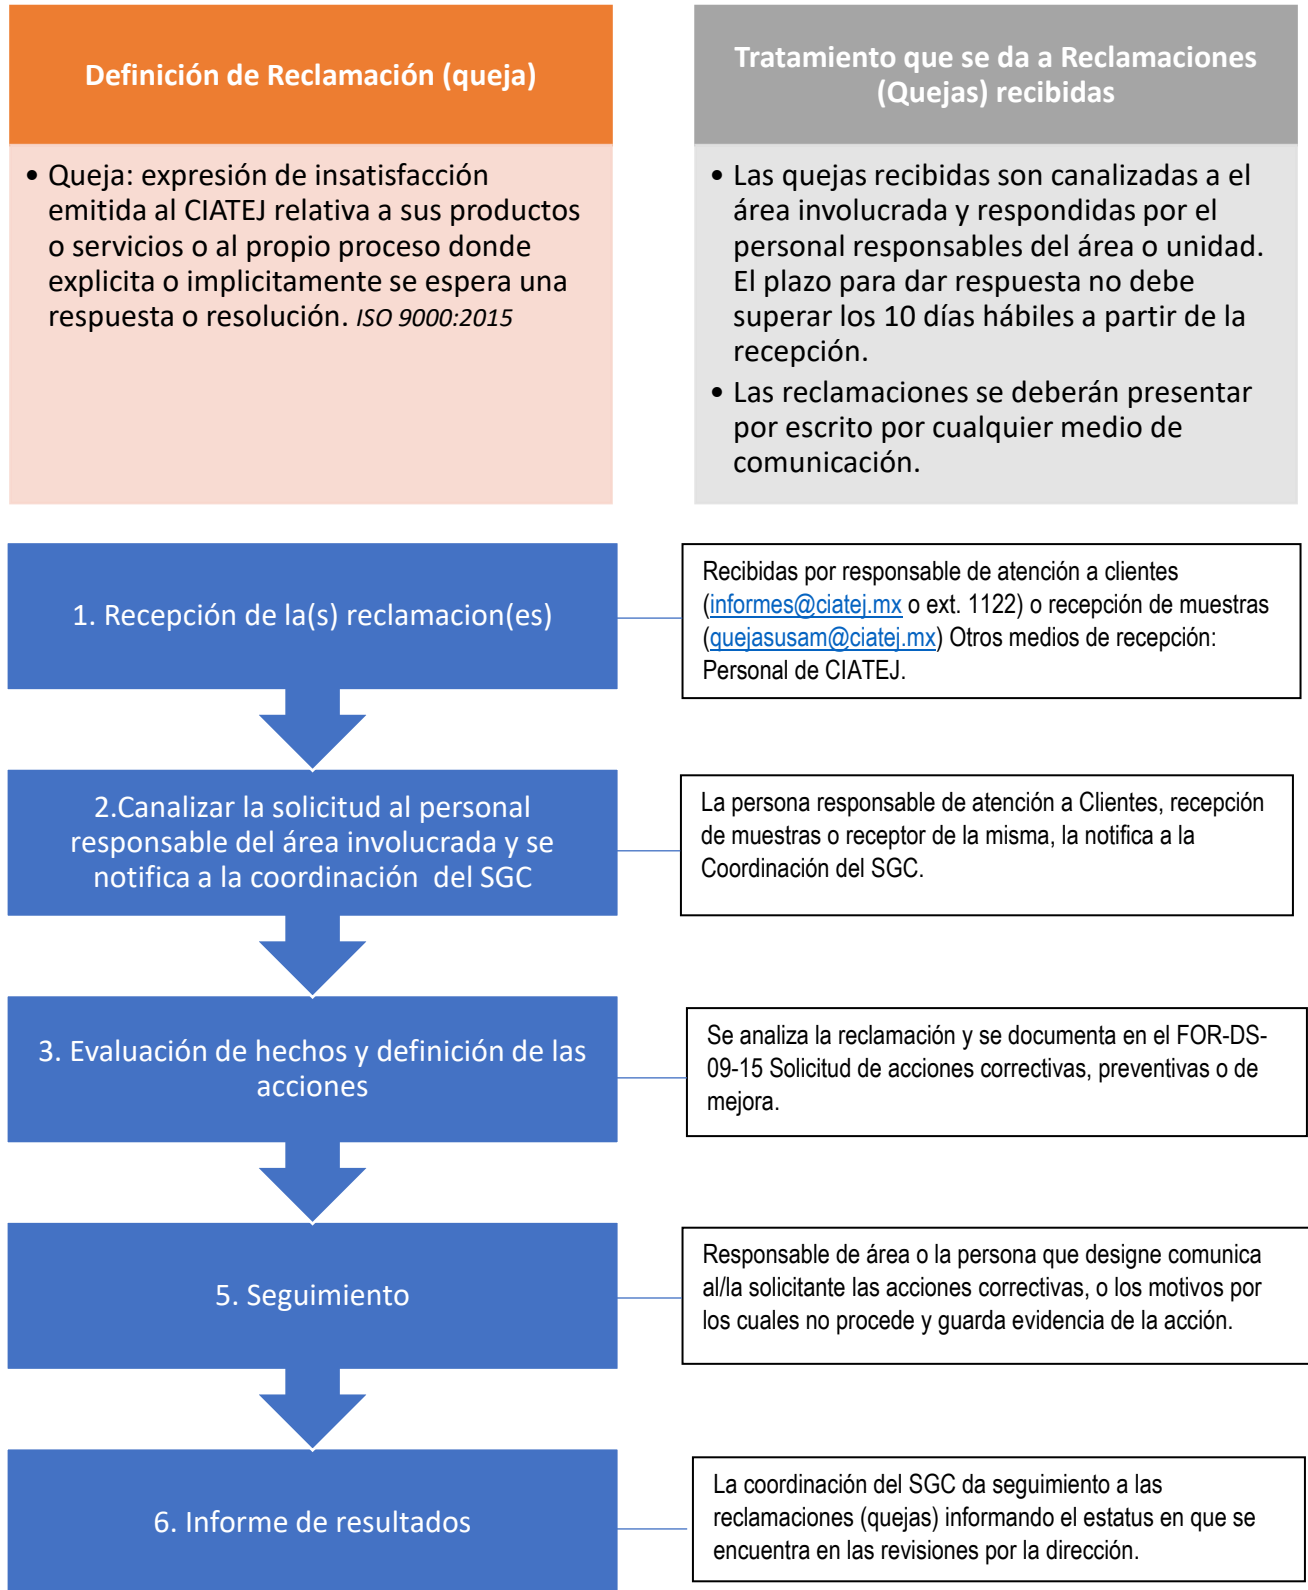 Definición de Reclamación (queja)
• Queja: expresión de insatisfacción
emitida al CIATEJ relativa a sus productos
o servicios o al propio proceso donde
explicita o implicitamente se espera una
respuesta o resolución. ISO 9000:2015
Tratamiento que se da a Reclamaciones
(Quejas) recibidas
• Las quejas recibidas son canalizadas a el
área involucrada y respondidas por el
personal responsables del área o unidad.
El plazo para dar respuesta no debe
superar los 10 días hábiles a partir de la
recepción.
• Las reclamaciones se deberán presentar
por escrito por cualquier medio de
comunicación.
1. Recepción de la(s) reclamacion(es)
Recibidas por responsable de atención a clientes
(informes@ciatej.mx o ext. 1122) o recepción de muestras
(quejasusam@ciatej.mx) Otros medios de recepción:
Personal de CIATEJ.
2.Canalizar la solicitud al personal
responsable del área involucrada y se
notifica a la coordinación del SGC
La persona responsable de atención a Clientes, recepción
de muestras o receptor de la misma, la notifica a la
Coordinación del SGC.
3. Evaluación de hechos y definición de las
acciones
Se analiza la reclamación y se documenta en el FOR-DS-
09-15 Solicitud de acciones correctivas, preventivas o de
mejora.
5. Seguimiento
Responsable de área o la persona que designe comunica
al/la solicitante las acciones correctivas, o los motivos por
los cuales no procede y guarda evidencia de la acción.
6. Informe de resultados
La coordinación del SGC da seguimiento a las
reclamaciones (quejas) informando el estatus en que se
encuentra en las revisiones por la dirección.